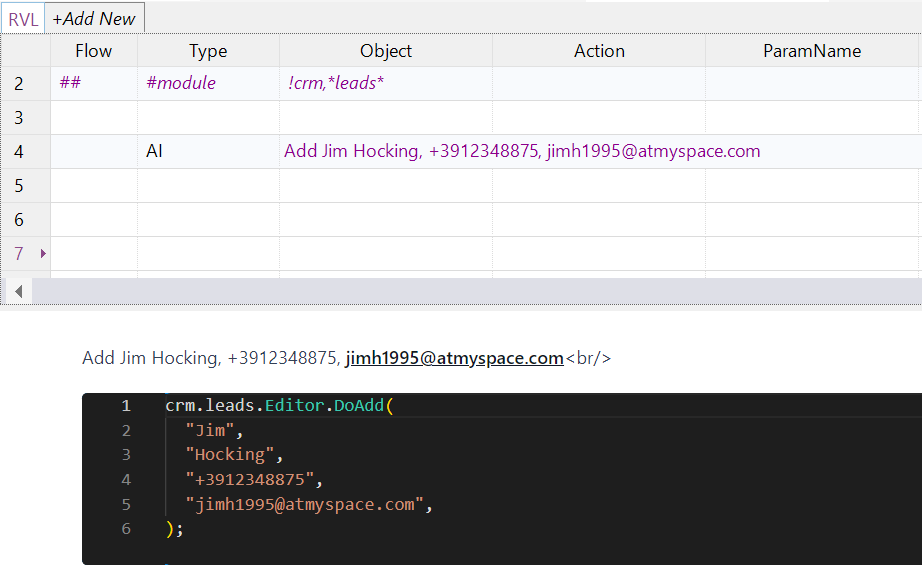 RVL +Add New
Flow Type Object Action ParamName
2 ## #module !crm,*leads*
3
4 AI Add Jim Hocking, +3912348875, jimh1995@atmyspace.com
5
6
7
Add Jim Hocking, +3912348875, jimh1995@atmyspace.com<br/>
1 crm.leads.Editor.DoAdd(
2 "Jim",
3 "Hocking",
4 "+3912348875",
5 "jimh1995@atmyspace.com",
6 );